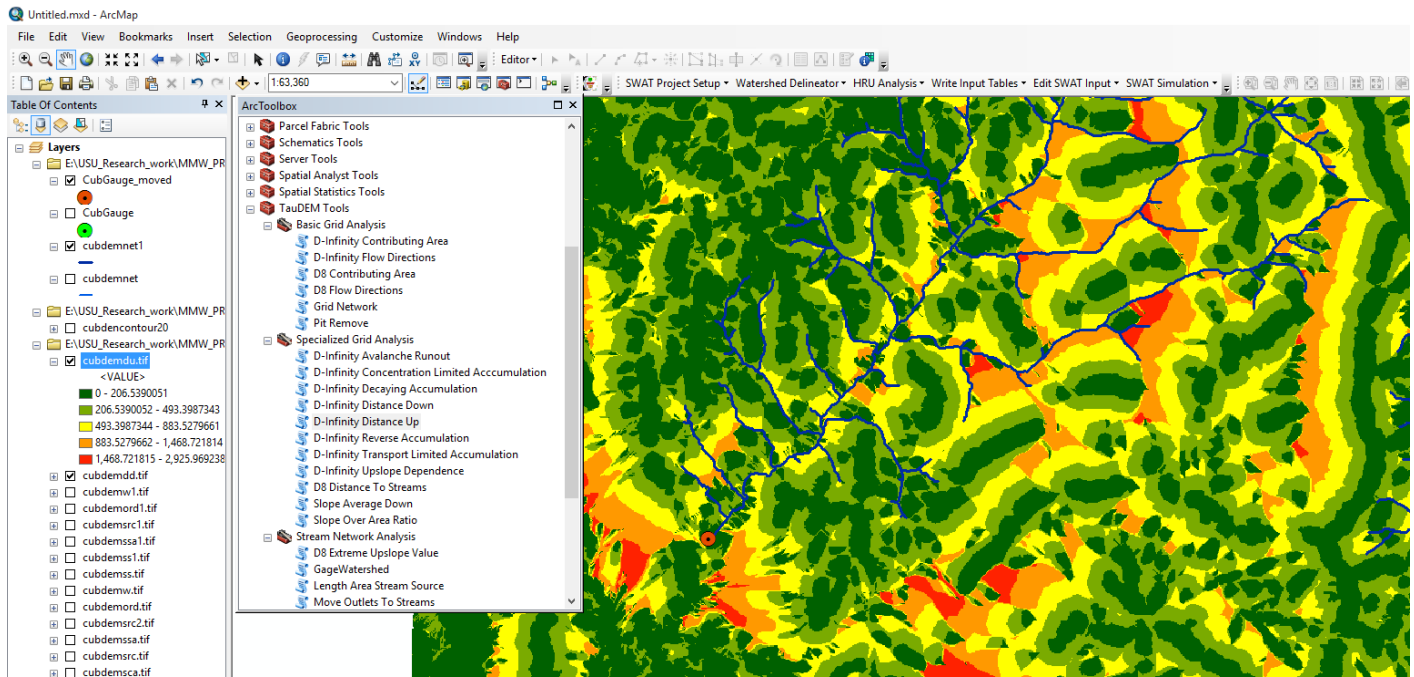 Untitled.mxd - ArcMap
File Edit View Bookmarks Insert Selection Geoprocessing Customize Windows Help
Editor
1:63,360
SWAT Project Setup Watershed Delineator HRU Analysis Write Input Tables Edit SWAT Input SWAT Simulation
Table Of Contents
Layers
E:\USU_Research_work\MMW_PR
CubGauge_moved
CubGauge
cubdemnet1
cubdemnet
E:\USU_Research_work\MMW_PR
cubdencontour20
E:\USU_Research_work\MMW_PR
cubdemdu.tif
<VALUE>
0 - 206.5390051
206.5390052 - 493.3987343
493.3987344 - 883.5279661
883.5279662 - 1,468.721814
1,468.721815 - 2,925.969238
cubdemdd.tif
cubdemw1.tif
cubdemord1.tif
cubdemsrc1.tif
cubdemssa1.tif
cubdemss1.tif
cubdemss.tif
cubdemw.tif
cubdemord.tif
cubdemsrc2.tif
cubdemssa.tif
cubdemsrc.tif
cubdemsca.tif
ArcToolbox
Parcel Fabric Tools
Schematics Tools
Server Tools
Spatial Analyst Tools
Spatial Statistics Tools
TauDEM Tools
Basic Grid Analysis
D-Infinity Contributing Area
D-Infinity Flow Directions
D8 Contributing Area
D8 Flow Directions
Grid Network
Pit Remove
Specialized Grid Analysis
D-Infinity Avalanche Runout
D-Infinity Concentration Limited Acccumulation
D-Infinity Decaying Accumulation
D-Infinity Distance Down
D-Infinity Distance Up
D-Infinity Reverse Accumulation
D-Infinity Transport Limited Accumulation
D-Infinity Upslope Dependence
D8 Distance To Streams
Slope Average Down
Slope Over Area Ratio
Stream Network Analysis
D8 Extreme Upslope Value
GageWatershed
Length Area Stream Source
Move Outlets To Streams